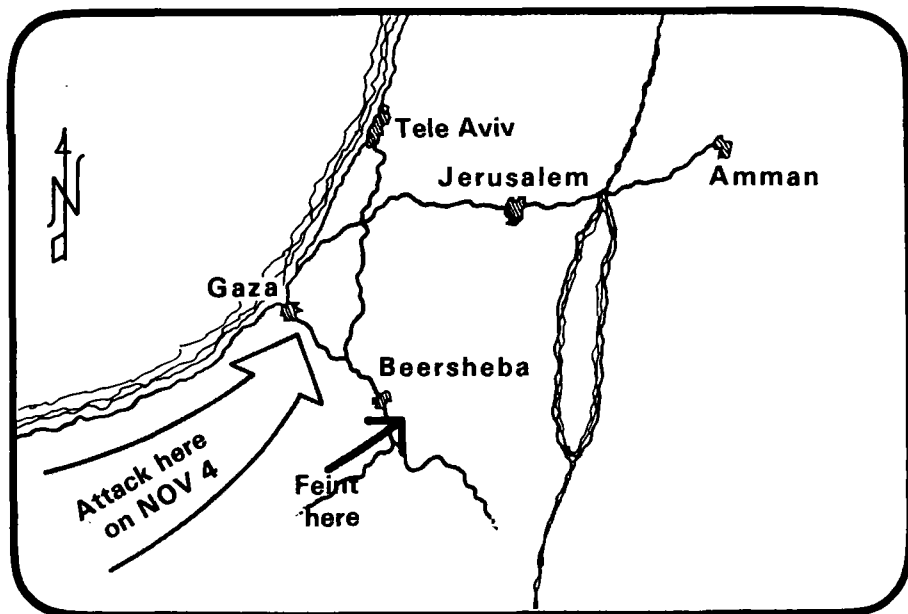 Tele Aviv
Jerusalem
Amman
N
Gaza
Beersheba
Attack here
on NOV 4
Feint
here